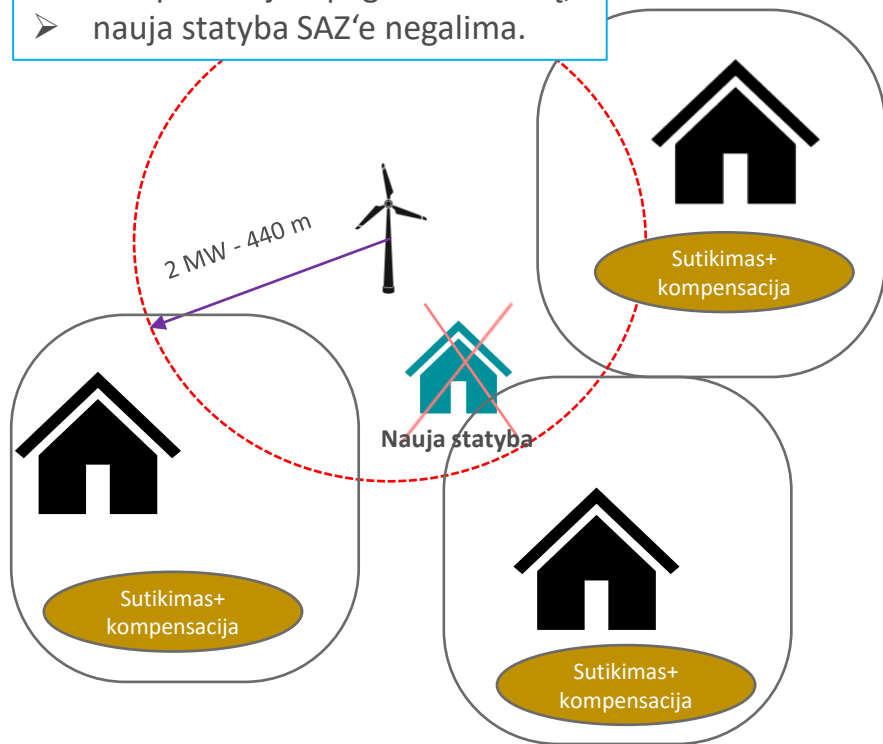 ➢ nauja statyba SAZ‘e negalima.
2 MW - 440 m
Sutikimas+
kompensacija
Nauja statyba
Sutikimas+
kompensacija
Sutikimas+
kompensacija